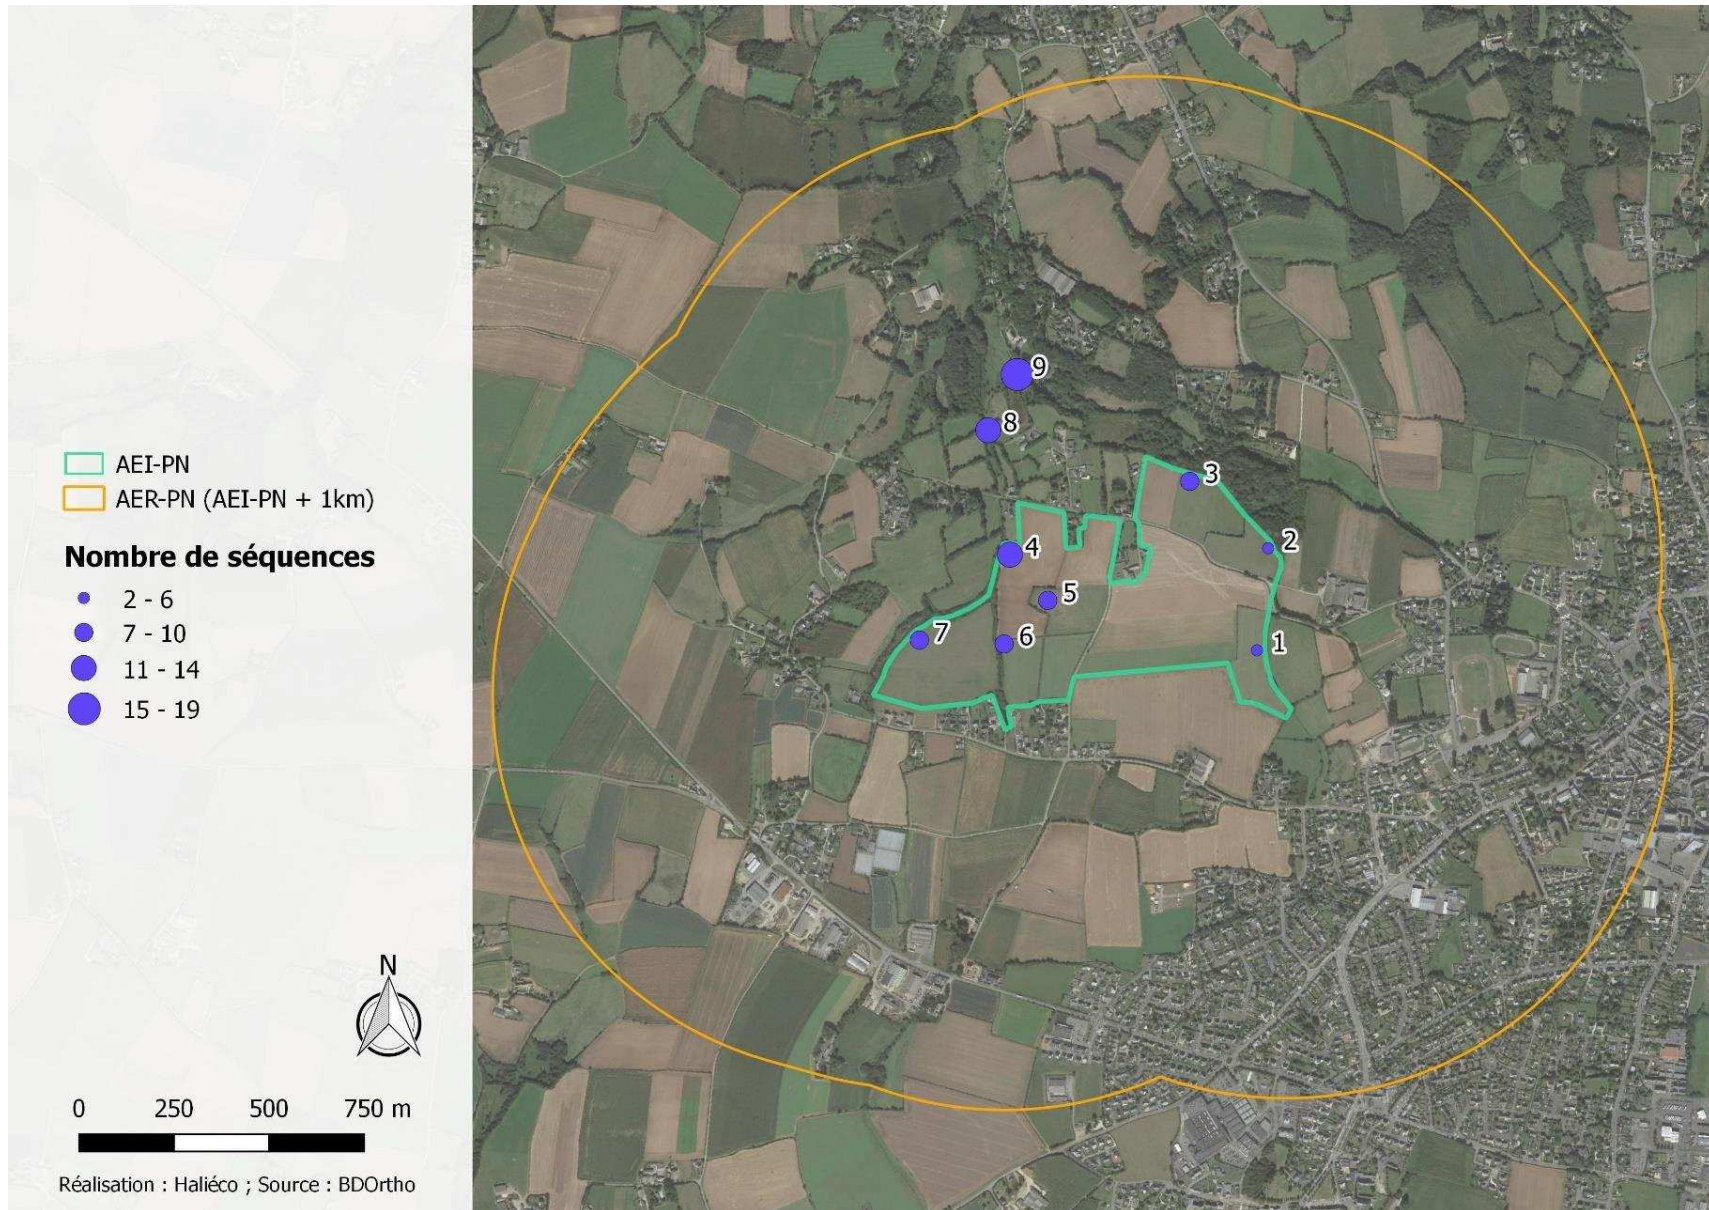 AEI-PN
AER-PN (AEI-PN + 1km)
Nombre de séquences
2 - 6
7 - 10
11 - 14
15 - 19
N
0 250 500 750 m
Réalisation : Haliéco ; Source : BDOrtho
9
8
3
2
4
5
6
7
1